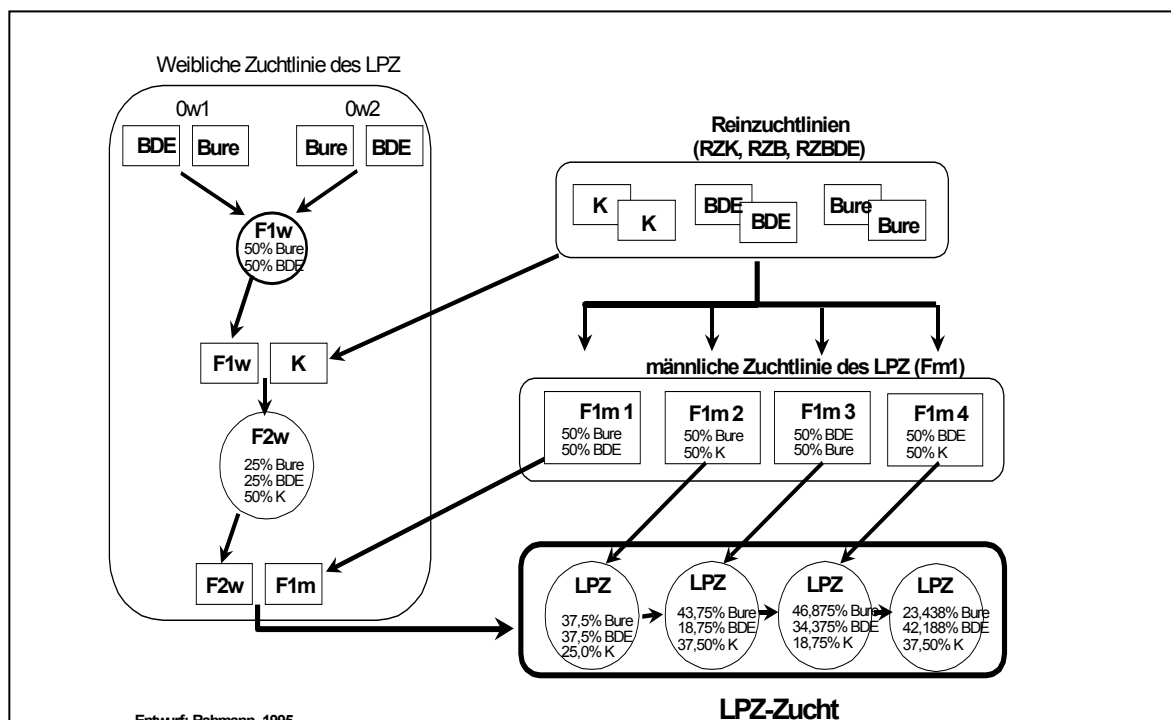 Weibliche Zuchtlinie des LPZ
0w1 0w2
BDE Bure Bure BDE
F1w
50% Bure
50% BDE
F1w K
F2w
25% Bure
25% BDE
50% K
F2w F1m
Reinzuchtlinien
(RZK, RZB, RZBDE)
K BDE Bure
K BDE Bure
männliche Zuchtlinie des LPZ (Fm1)
F1m 1
50% Bure
50% BDE
F1m 2
50% Bure
50% K
F1m 3
50% BDE
50% Bure
F1m 4
50% BDE
50% K
LPZ
37,5% Bure
37,5% BDE
25,0% K
LPZ
43,75% Bure
18,75% BDE
37,50% K
LPZ
46,875% Bure
34,375% BDE
18,75% K
LPZ
23,438% Bure
42,188% BDE
37,50% K
LPZ-Zucht
Entwurf: Rahmann, 1995